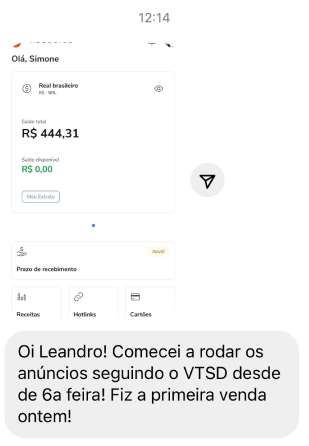 12:14
Olá, Simone
Real brasileiro
R$ · BRL
Saldo total
R$ 444,31
Saldo disponível
R$ 0,00
Meu Extrato
novo!
Prazo de recebimento
Receitas
Hotlinks
Cartões
Oi Leandro! Comecei a rodar os
anúncios seguindo o VTSD desde
de 6a feira! Fiz a primeira venda
ontem!